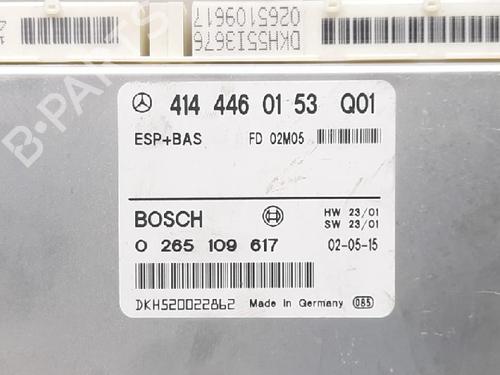 DKH55I3676
0265109617
B-PARTS
414 446 01 53 Q01
ESP+BAS FD 02M05
BOSCH HW 23/01
SW 23/01
0 265 109 617 02-05-15
DKH520022862 Made in Germany 085